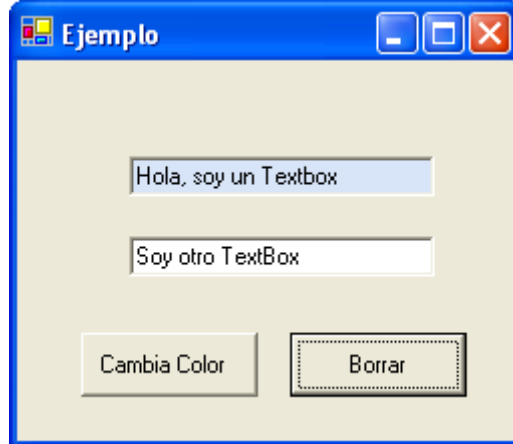 Ejemplo
Hola, soy un Textbox
Soy otro TextBox
Cambia Color
Borrar